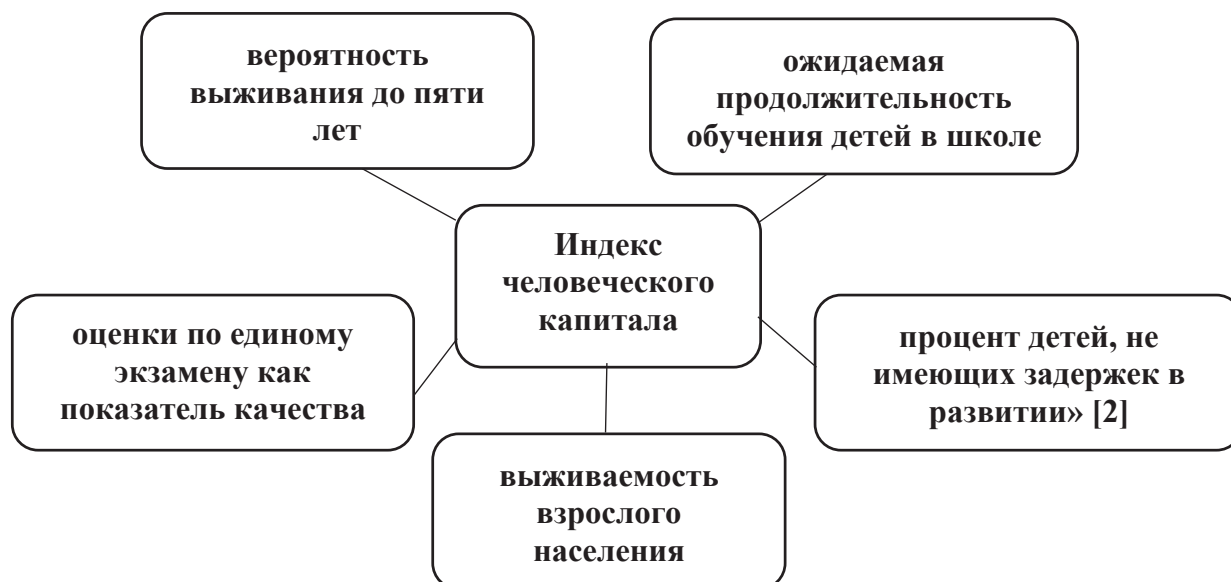 вероятность
выживания до пяти
лет
ожидаемая
продолжительность
обучения детей в школе
Индекс
человеческого
капитала
оценки по единому
экзамену как
показатель качества
процент детей, не
имеющих задержек в
развитии» [2]
выживаемость
взрослого
населения